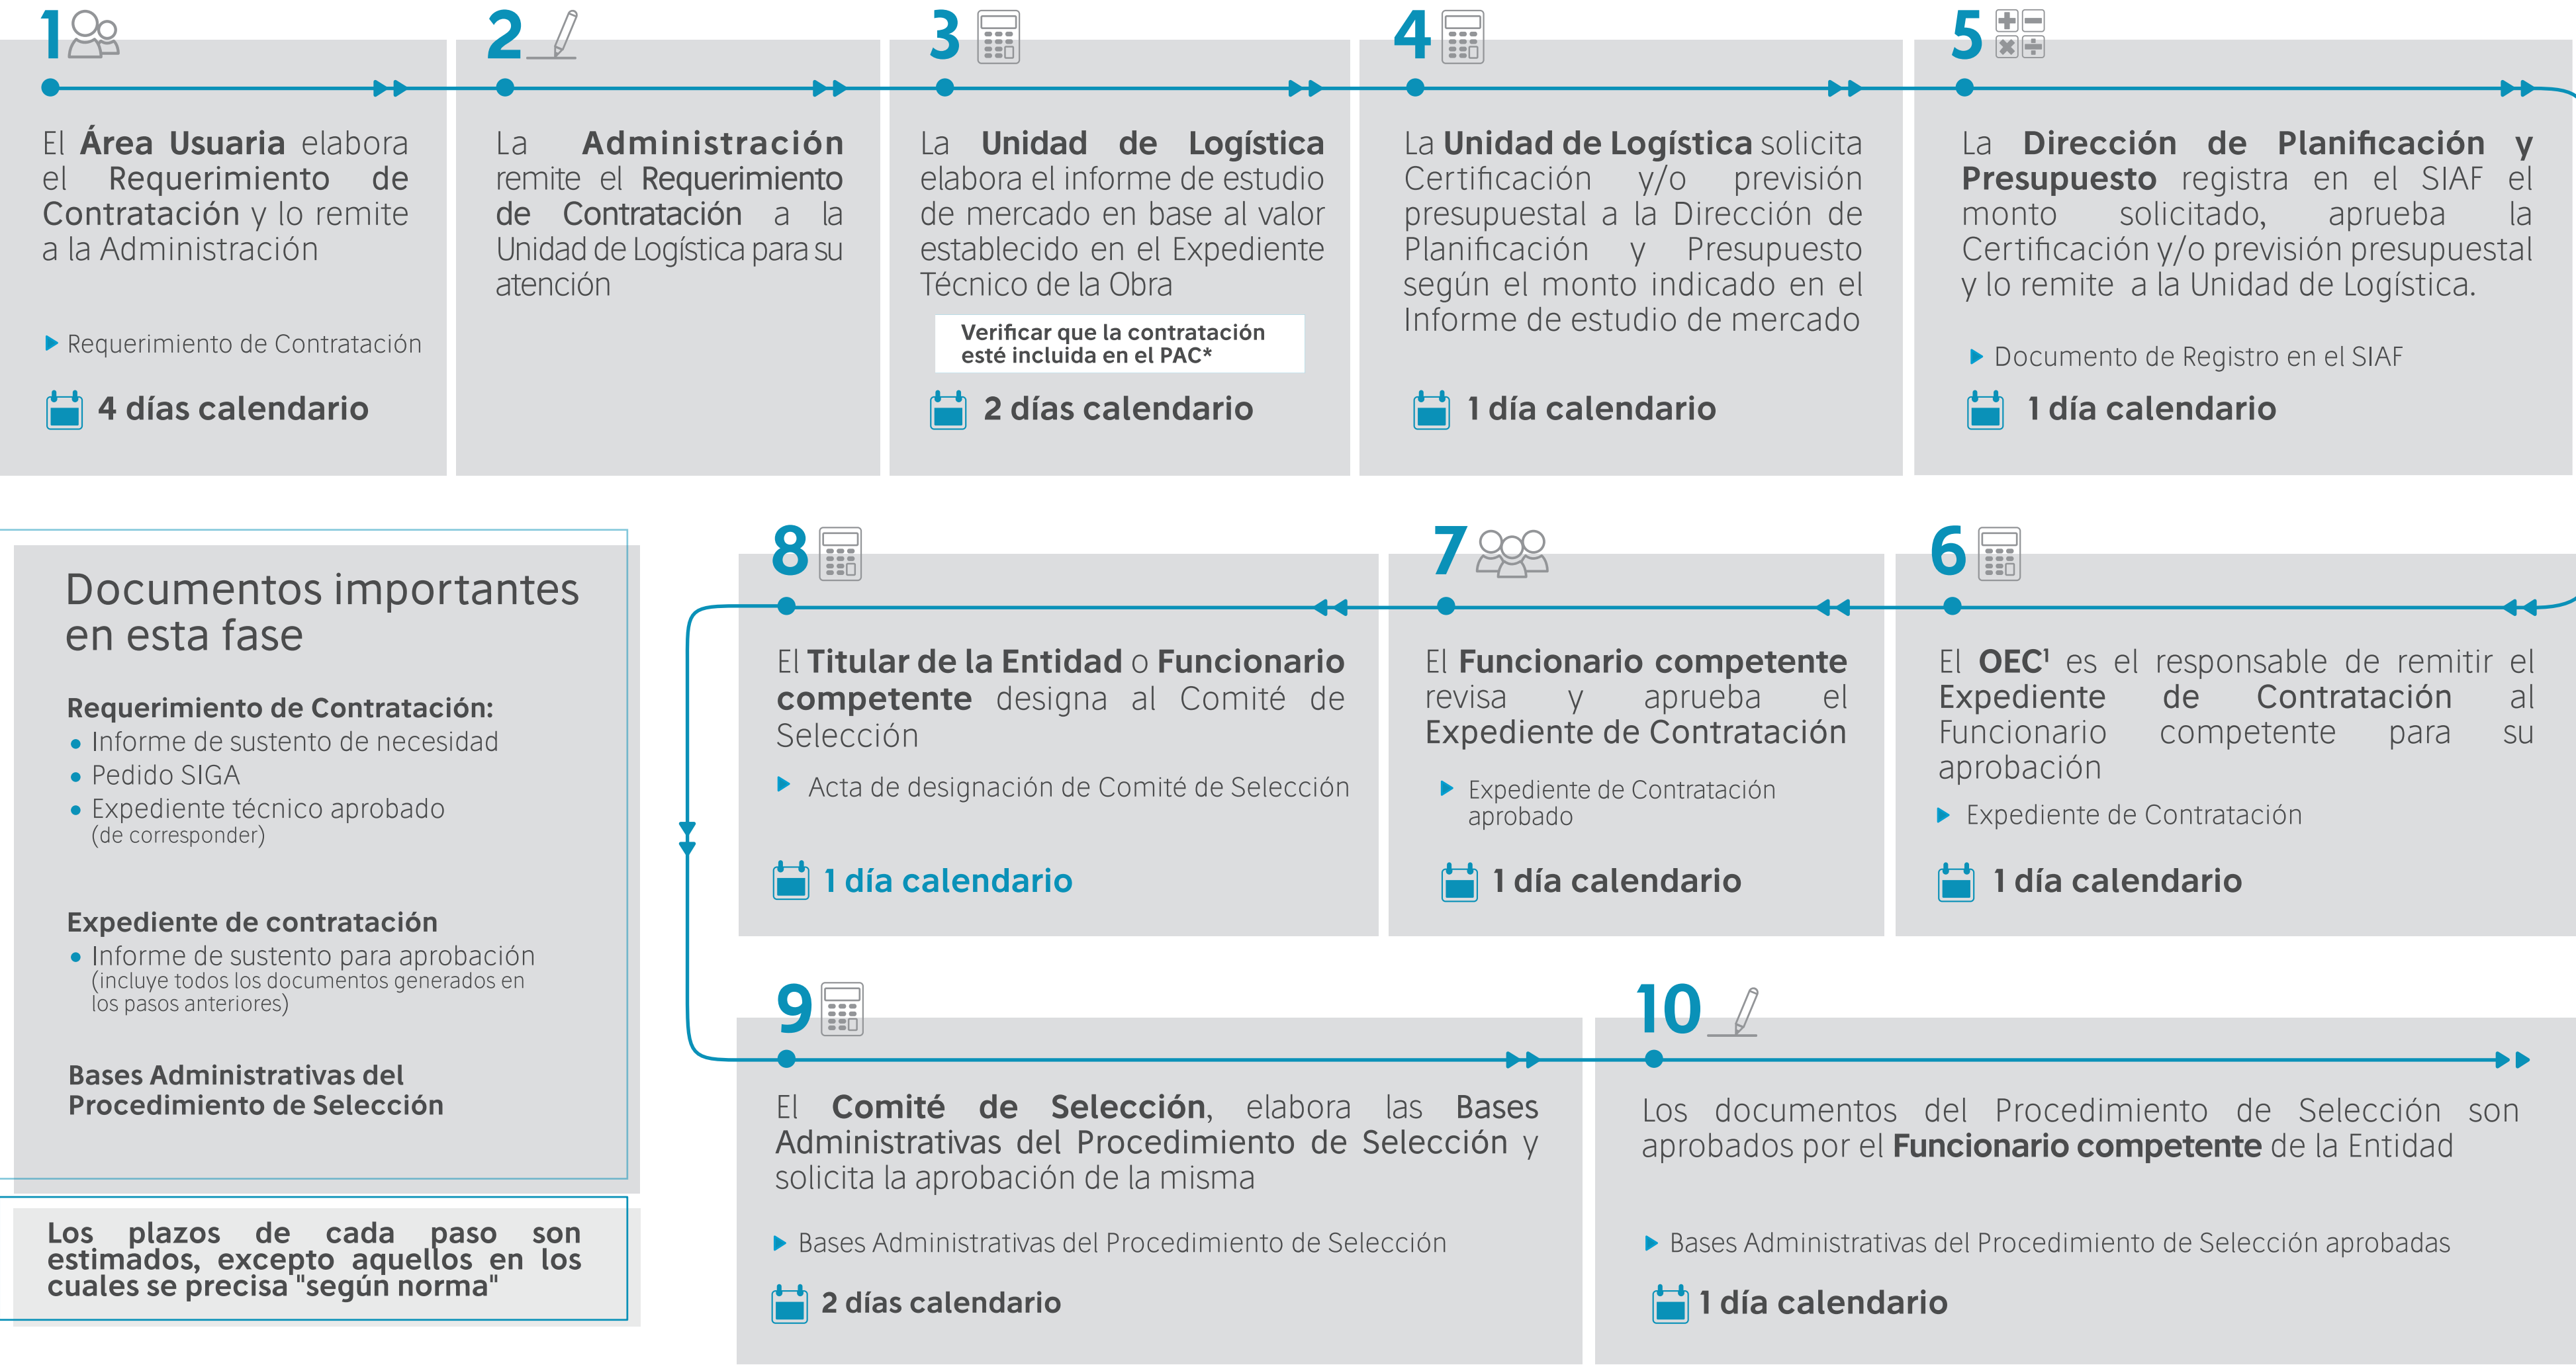 1
El Área Usuaria elabora
el Requerimiento de
Contratación y lo remite
a la Administración
Requerimiento de Contratación
4 días calendario
2
La Administración
remite el Requerimiento
de Contratación a la
Unidad de Logística para su
atención
3
La Unidad de Logística
elabora el informe de estudio
de mercado en base al valor
establecido en el Expediente
Técnico de la Obra
Verificar que la contratación
esté incluida en el PAC*
2 días calendario
4
La Unidad de Logística solicita
Certificación y/o previsión
presupuestal a la Dirección de
Planificación y Presupuesto
según el monto indicado en el
Informe de estudio de mercado
1 día calendario
5
La Dirección de Planificación y
Presupuesto registra en el SIAF el
monto solicitado, aprueba la
Certificación y/o previsión presupuestal
y lo remite a la Unidad de Logística.
Documento de Registro en el SIAF
1 día calendario
6
El OEC¹ es el responsable de remitir el
Expediente de Contratación al
Funcionario competente para su
aprobación
Expediente de Contratación
1 día calendario
7
El Funcionario competente
revisa y aprueba el
Expediente de Contratación
Expediente de Contratación
aprobado
1 día calendario
8
El Titular de la Entidad o Funcionario
competente designa al Comité de
Selección
Acta de designación de Comité de Selección
1 día calendario
9
El Comité de Selección, elabora las Bases
Administrativas del Procedimiento de Selección y
solicita la aprobación de la misma
Bases Administrativas del Procedimiento de Selección
2 días calendario
10
Los documentos del Procedimiento de Selección son
aprobados por el Funcionario competente de la Entidad
Bases Administrativas del Procedimiento de Selección aprobadas
1 día calendario
Documentos importantes
en esta fase
Requerimiento de Contratación:
Informe de sustento de necesidad
Pedido SIGA
Expediente técnico aprobado
(de corresponder)
Expediente de contratación
Informe de sustento para aprobación
(incluye todos los documentos generados en
los pasos anteriores)
Bases Administrativas del
Procedimiento de Selección
Los plazos de cada paso son
estimados, excepto aquellos en los
cuales se precisa "según norma"